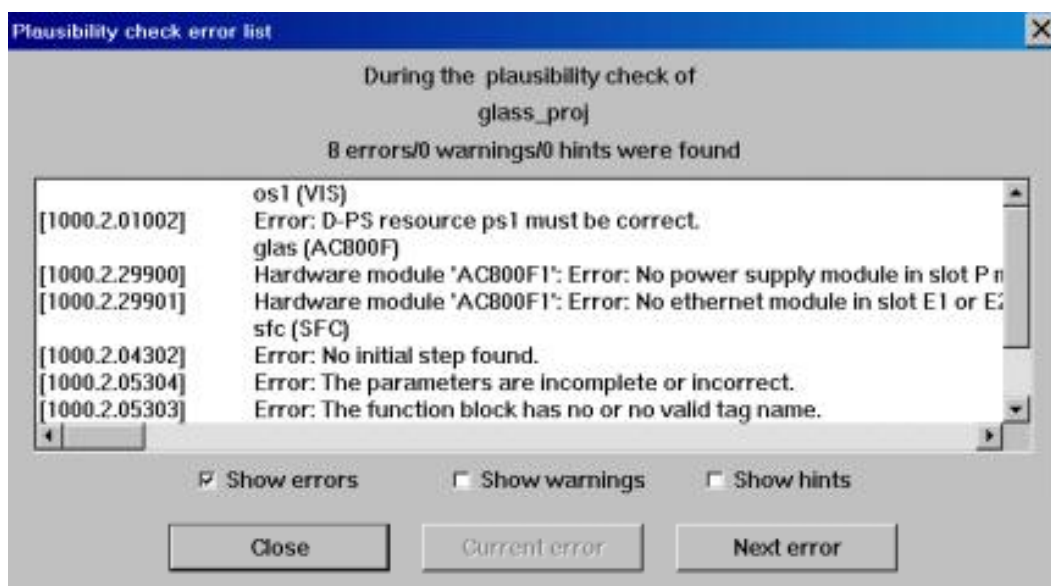 Plausibility check error list
During the plausibility check of
glass_proj
8 errors/0 warnings/0 hints were found
os1 (VIS)
[1000.2.01002] Error: D-PS resource ps1 must be correct.
glas (AC800F)
[1000.2.29900] Hardware module "AC800F1": Error: No power supply module in slot P
[1000.2.29901] Hardware module "AC800F1": Error: No ethernet module in slot E1 or E2
sfc (SFC)
[1000.2.04302] Error: No initial step found.
[1000.2.05304] Error: The parameters are incomplete or incorrect.
[1000.2.05303] Error: The function block has no or no valid tag name.
Show errors Show warnings Show hints
Close Current error Next error